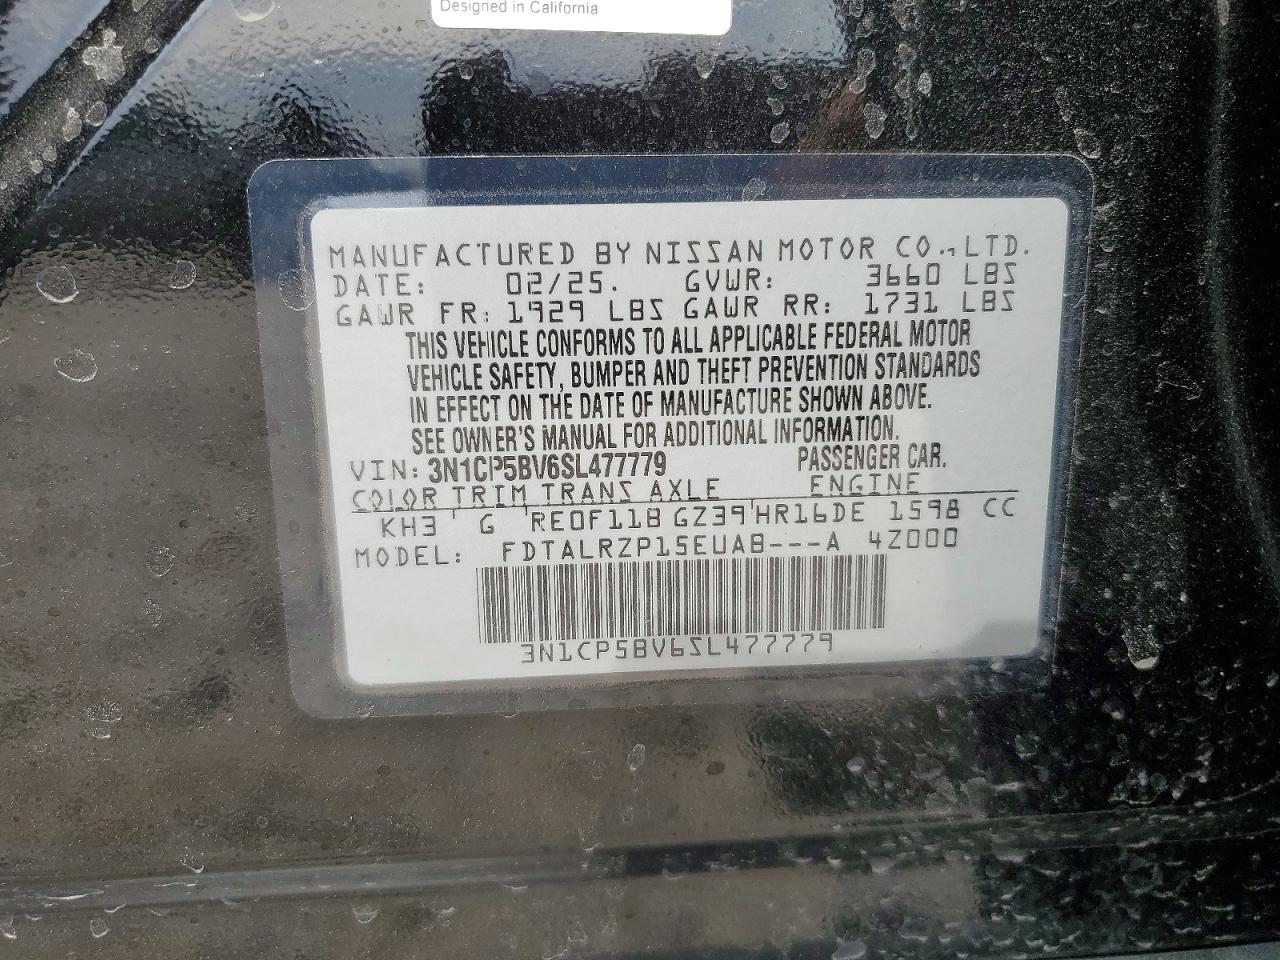 Designed in California
MANUFACTURED BY NISSAN MOTOR CO., LTD.
DATE: 02/25. GVWR: 3660 LBS
GAWR FR: 1929 LBS GAWR RR: 1731 LBS
THIS VEHICLE CONFORMS TO ALL APPLICABLE FEDERAL MOTOR
VEHICLE SAFETY, BUMPER AND THEFT PREVENTION STANDARDS
IN EFFECT ON THE DATE OF MANUFACTURE SHOWN ABOVE.
SEE OWNER'S MANUAL FOR ADDITIONAL INFORMATION.
VIN: 3N1CP5BV6SL477779 PASSENGER CAR.
COLOR TRIM TRANS AXLE ENGINE
KH3 G RE0F11B GZ39 HR16DE 1598 CC
MODEL: FDTALRZP15EUAB---A 4Z000
3N1CP5BV6SL477779